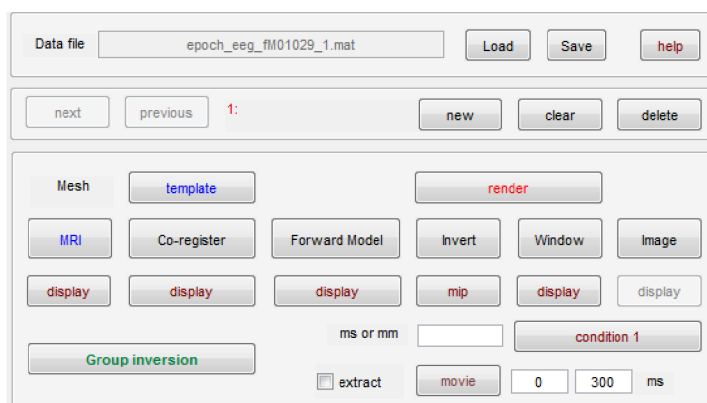 Data file epoch_eeg_fM01029_1.mat Load Save help
next previous 1: new clear delete
Mesh template render
MRI Co-register Forward Model Invert Window Image
display display display mip display display
ms or mm condition 1
Group inversion
extract movie 0 300 ms